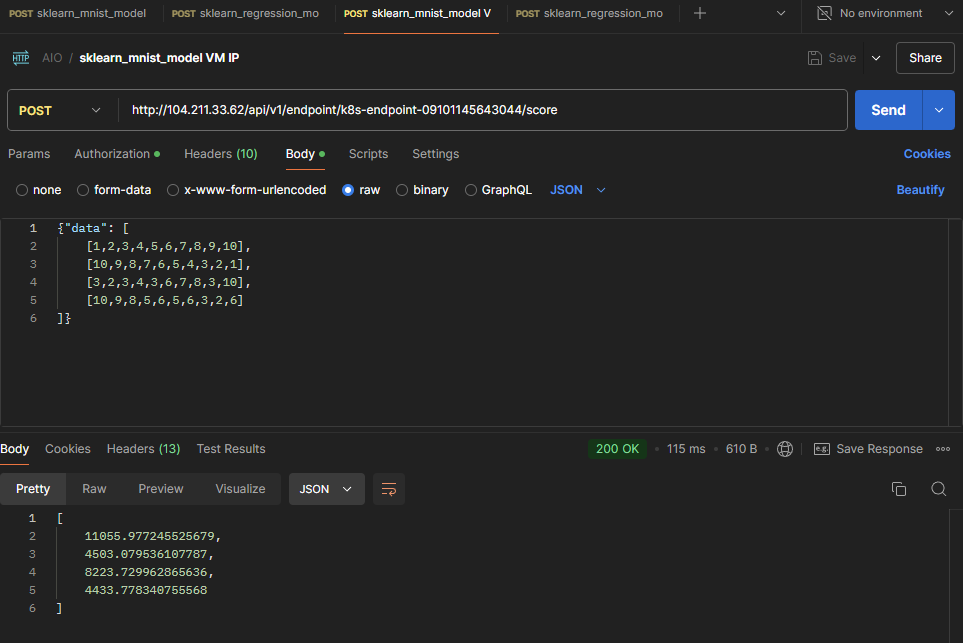 POST sklearn_mnist_model POST sklearn_regression_mo POST sklearn_mnist_model V POST sklearn_regression_mo No environment
HTTP AIO / sklearn_mnist_model VM IP Save Share
POST http://104.211.33.62/api/v1/endpoint/k8s-endpoint-09101145643044/score Send
Params Authorization Headers (10) Body Scripts Settings Cookies
none form-data x-www-form-urlencoded raw binary GraphQL JSON Beautify
1 {"data": [
2 [1,2,3,4,5,6,7,8,9,10],
3 [10,9,8,7,6,5,4,3,2,1],
4 [3,2,3,4,3,6,7,8,3,10],
5 [10,9,8,5,6,5,6,3,2,6]
6 ]}
Body Cookies Headers (13) Test Results 200 OK 115 ms 610 B Save Response
Pretty Raw Preview Visualize JSON
1 [
2 11055.977245525679,
3 4503.079536107787,
4 8223.729962865636,
5 4433.778340755568
6 ]